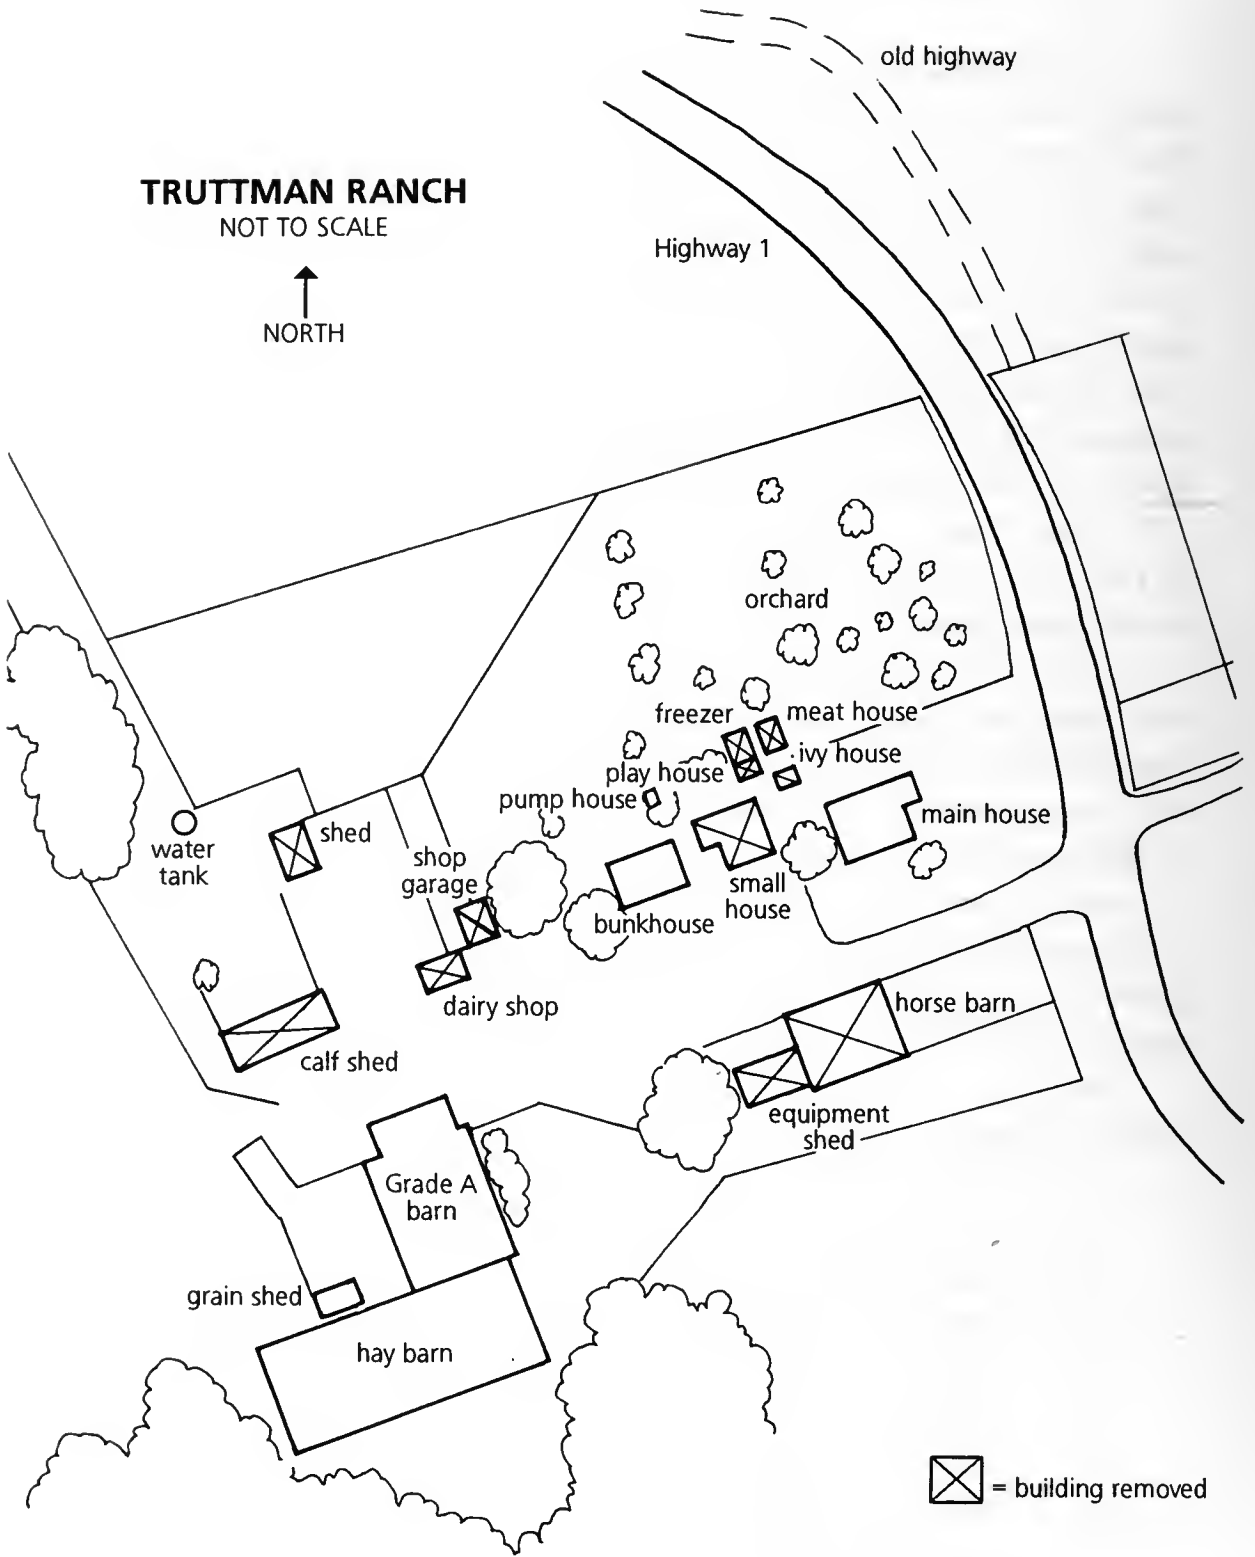 old highway
TRUTTMAN RANCH
NOT TO SCALE
Highway 1
NORTH
orchard
freezer
meat house
ivy house
play house
pump house
main house
shed
water
tank
shop
garage
small
house
bunkhouse
dairy shop
horse barn
calf shed
equipment
shed
Grade A
barn
grain shed
hay barn
= building removed